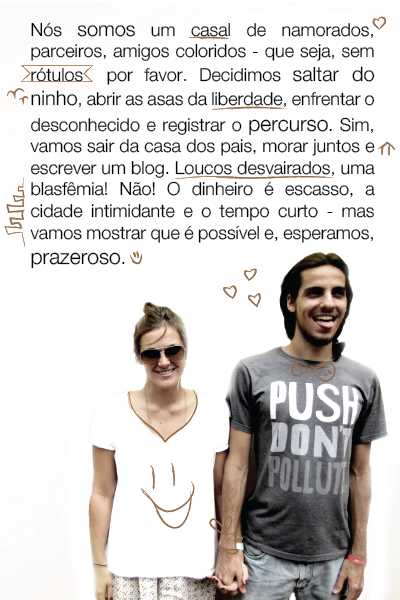 Nós somos um casal de namorados,
parceiros, amigos coloridos - que seja, sem
rótulos por favor. Decidimos saltar do
ninho, abrir as asas da liberdade, enfrentar o
desconhecido e registrar o percurso. Sim,
vamos sair da casa dos pais, morar juntos e
escrever um blog. Loucos desvairados, uma
blasfêmia! Não! O dinheiro é escasso, a
cidade intimidante e o tempo curto - mas
vamos mostrar que é possível e, esperamos,
prazeroso.
PUSH
DON'T
POLLUTE